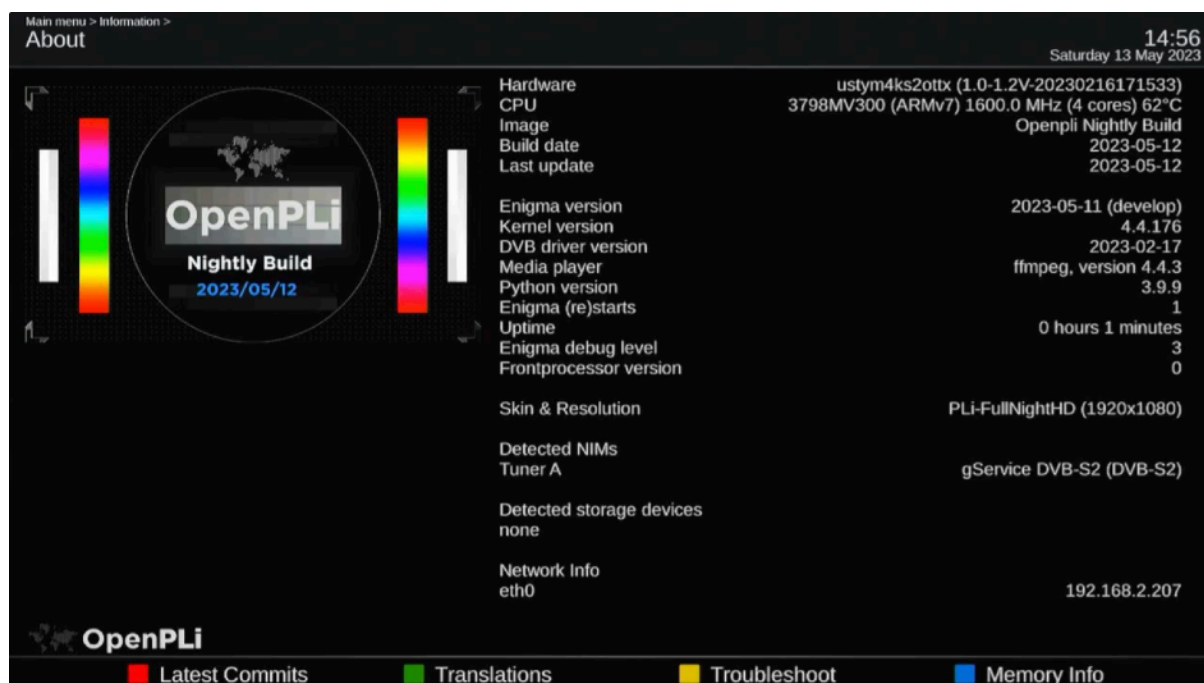 Main menu > Information >
About
14:56
Saturday 13 May 2023
OpenPLi
Nightly Build
2023/05/12
Hardware ustym4ks2ottx (1.0-1.2V-20230216171533)
CPU 3798MV300 (ARMv7) 1600.0 MHz (4 cores) 62°C
Image Openpli Nightly Build
Build date 2023-05-12
Last update 2023-05-12
Enigma version 2023-05-11 (develop)
Kernel version 4.4.176
DVB driver version 2023-02-17
Media player ffmpeg, version 4.4.3
Python version 3.9.9
Enigma (re)starts 1
Uptime 0 hours 1 minutes
Enigma debug level 3
Frontprocessor version 0
Skin & Resolution PLi-FullNightHD (1920x1080)
Detected NIMs
Tuner A gService DVB-S2 (DVB-S2)
Detected storage devices
none
Network Info
eth0 192.168.2.207
OpenPLi
Latest Commits Translations Troubleshoot Memory Info